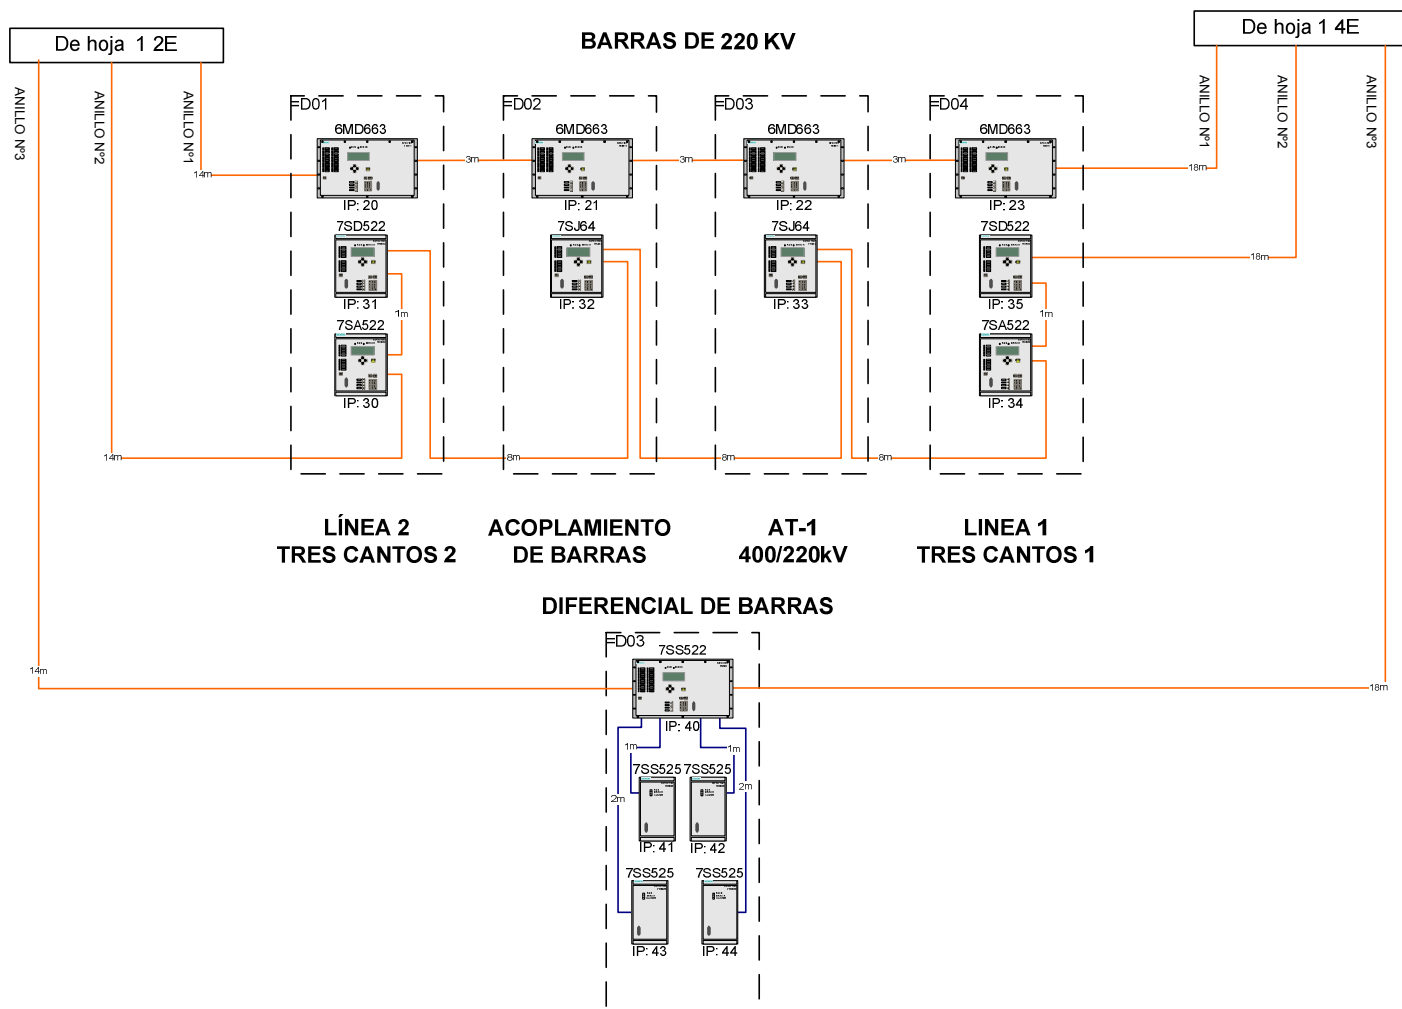 De hoja 1 2E
BARRAS DE 220 KV
De hoja 1 4E
ANILLO Nº3
ANILLO Nº2
ANILLO Nº1
ANILLO Nº1
ANILLO Nº2
ANILLO Nº3
=D01
=D02
=D03
=D04
6MD663
6MD663
6MD663
6MD663
14m
3m
3m
3m
18m
IP: 20
IP: 21
IP: 22
IP: 23
7SD522
7SJ64
7SJ64
7SD522
18m
IP: 31
IP: 32
IP: 33
IP: 35
1m
1m
7SA522
7SA522
IP: 30
IP: 34
14m
8m
8m
8m
LÍNEA 2
TRES CANTOS 2
ACOPLAMIENTO
DE BARRAS
AT-1
400/220kV
LINEA 1
TRES CANTOS 1
DIFERENCIAL DE BARRAS
=D03
7SS522
14m
18m
IP: 40
1m
1m
7SS525
7SS525
2m
2m
IP: 41
IP: 42
7SS525
7SS525
IP: 43
IP: 44